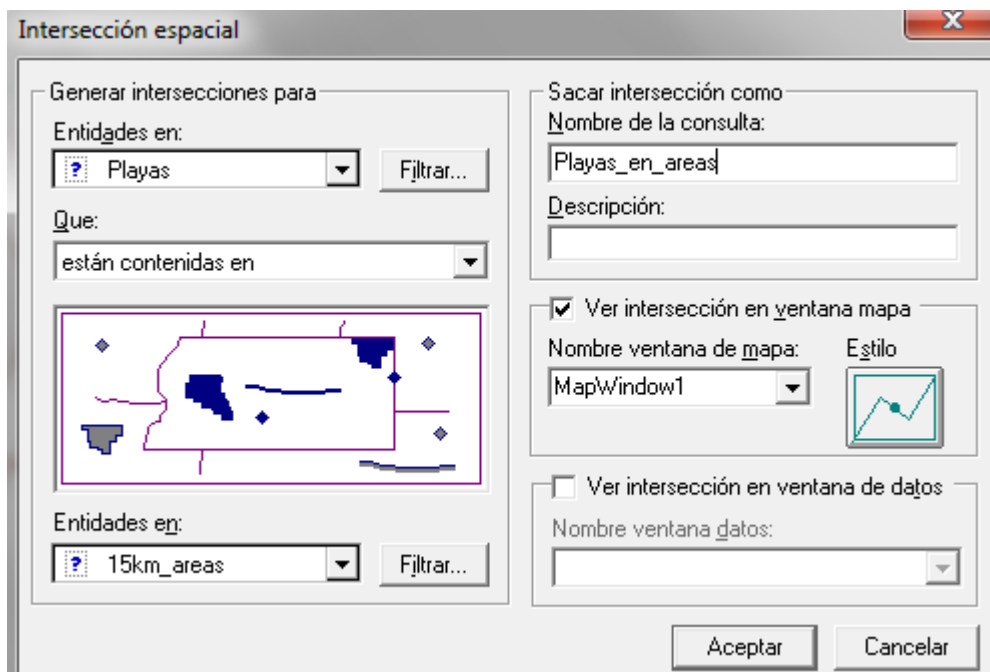 Intersección espacial
Generar intersecciones para
Entidades en:
? Playas
Filtrar...
Que:
están contenidas en
Entidades en:
? 15km_areas
Filtrar...
Sacar intersección como
Nombre de la consulta:
Playas_en_areas
Descripción:
Ver intersección en ventana mapa
Nombre ventana de mapa:
Estilo
MapWindow1
Ver intersección en ventana de datos
Nombre ventana datos:
Aceptar
Cancelar